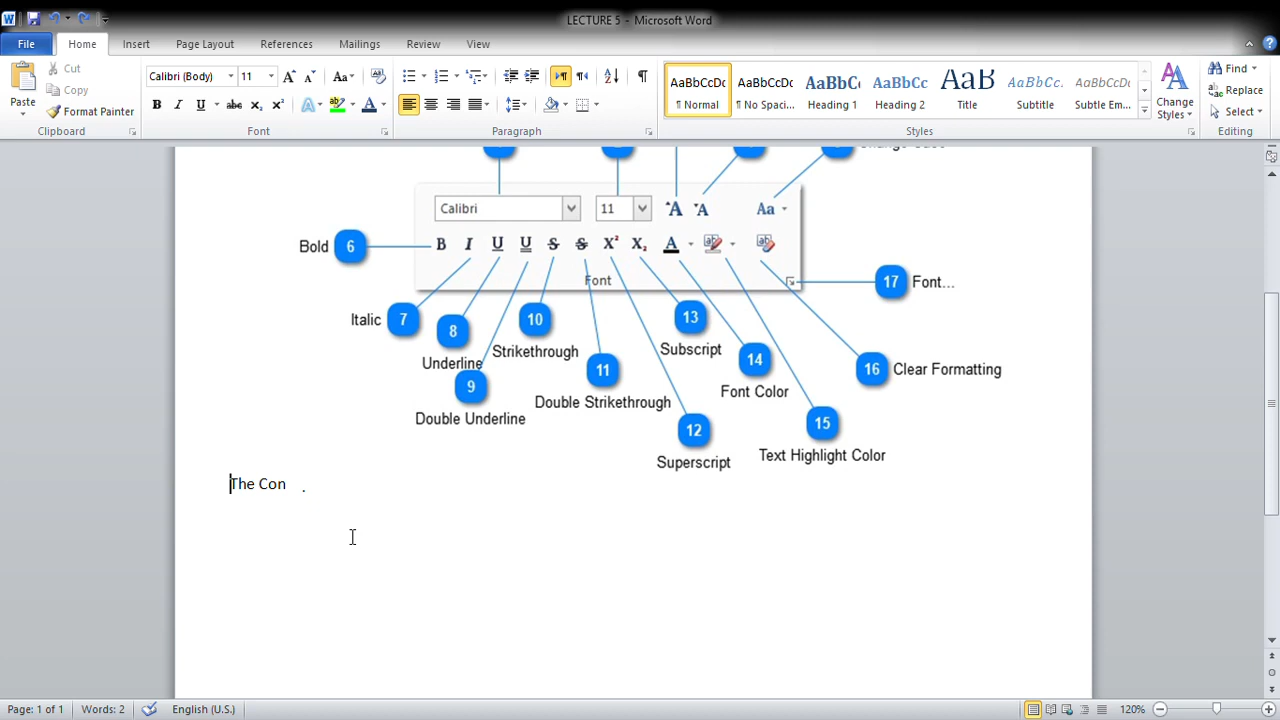 LECTURE 5 - Microsoft Word
File Home Insert Page Layout References Mailings Review View
Paste
Cut
Copy
Format Painter
Clipboard
Calibri (Body) 11
Font
Paragraph
AaBbCcDc AaBbCcDc AaBbC AaBbCc AaB AaBbCc. AaBbCcDc
¶ Normal ¶ No Spaci... Heading 1 Heading 2 Title Subtitle Subtle Em...
Styles
Change
Styles
Find
Replace
Select
Editing
Calibri 11
Font
6 Bold
7 Italic
8 Underline
9 Double Underline
10 Strikethrough
11 Double Strikethrough
12 Superscript
13 Subscript
14 Font Color
15 Text Highlight Color
16 Clear Formatting
17 Font...
The Con .
Page: 1 of 1 Words: 2 English (U.S.) 120%